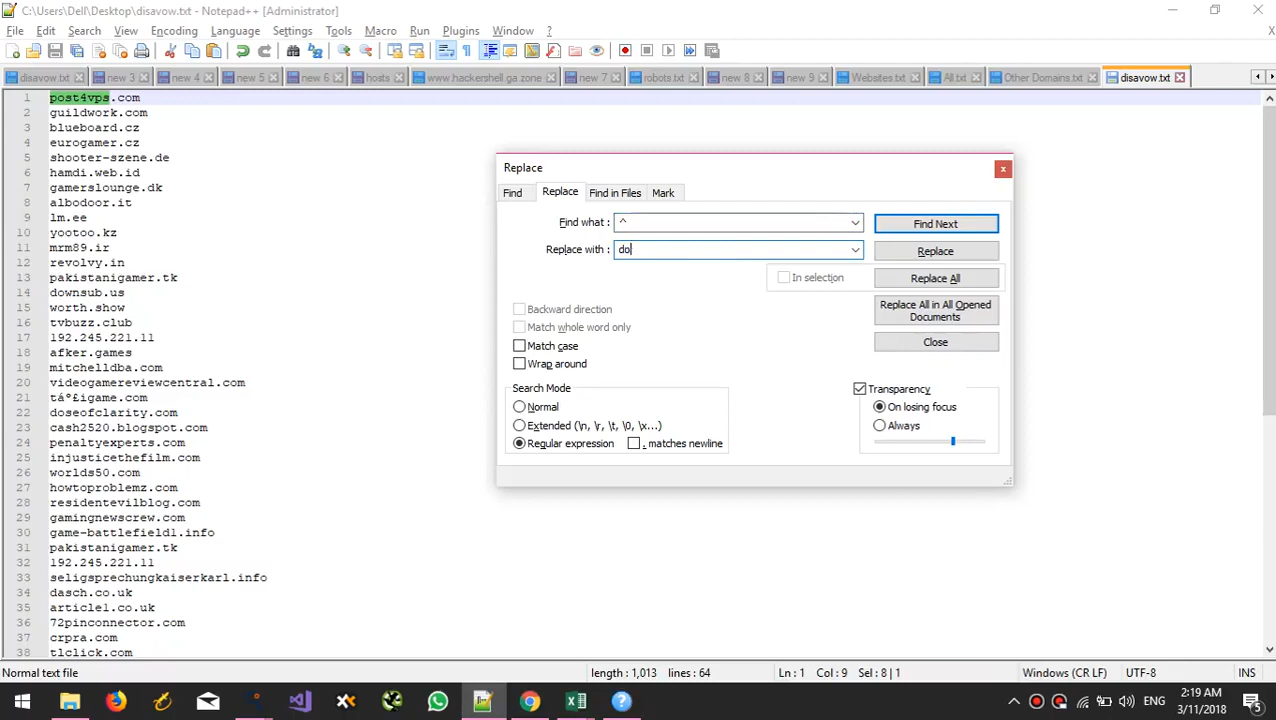 C:\Users\Dell\Desktop\disavow.txt - Notepad++ [Administrator]
File Edit Search View Encoding Language Settings Tools Macro Run Plugins Window ? X
disavow.txt new 3 new 4 new 5 new 6 hosts www.hackershell ga zone new 7 robots.txt new 8 new 9 Websites.txt All.txt Other Domains.txt disavow.txt
1 post4vps.com
2 guildwork.com
3 blueboard.cz
4 eurogamer.cz
5 shooter-szene.de
6 hamdi.web.id
7 gamerslounge.dk
8 albodoor.it
9 lm.ee
10 yootoo.kz
11 mrm89.ir
12 revolvy.in
13 pakistanigamer.tk
14 downsub.us
15 worth.show
16 tvbuzz.club
17 192.245.221.11
18 afker.games
19 mitchelldba.com
20 videogamereviewcentral.com
21 táº£igame.com
22 doseofclarity.com
23 cash2520.blogspot.com
24 penaltyexperts.com
25 injusticethefilm.com
26 worlds50.com
27 howtoproblemz.com
28 residentevilblog.com
29 gamingnewscrew.com
30 game-battlefield1.info
31 pakistanigamer.tk
32 192.245.221.11
33 seligsprechungkaiserkarl.info
34 dasch.co.uk
35 article1.co.uk
36 72pinconnector.com
37 crpra.com
38 tlclick.com
Replace x
Find Replace Find in Files Mark
Find what : ^ Find Next
Replace with : do Replace
In selection Replace All
Backward direction
Match whole word only
Match case
Wrap around
Replace All in All Opened
Documents
Close
Search Mode
Normal
Extended (\n, \r, \t, \0, \x...)
Regular expression . matches newline
Transparency
On losing focus
Always
Normal text file length : 1,013 lines : 64 Ln : 1 Col : 9 Sel : 8 | 1 Windows (CR LF) UTF-8 INS
ENG 2:19 AM
3/11/2018